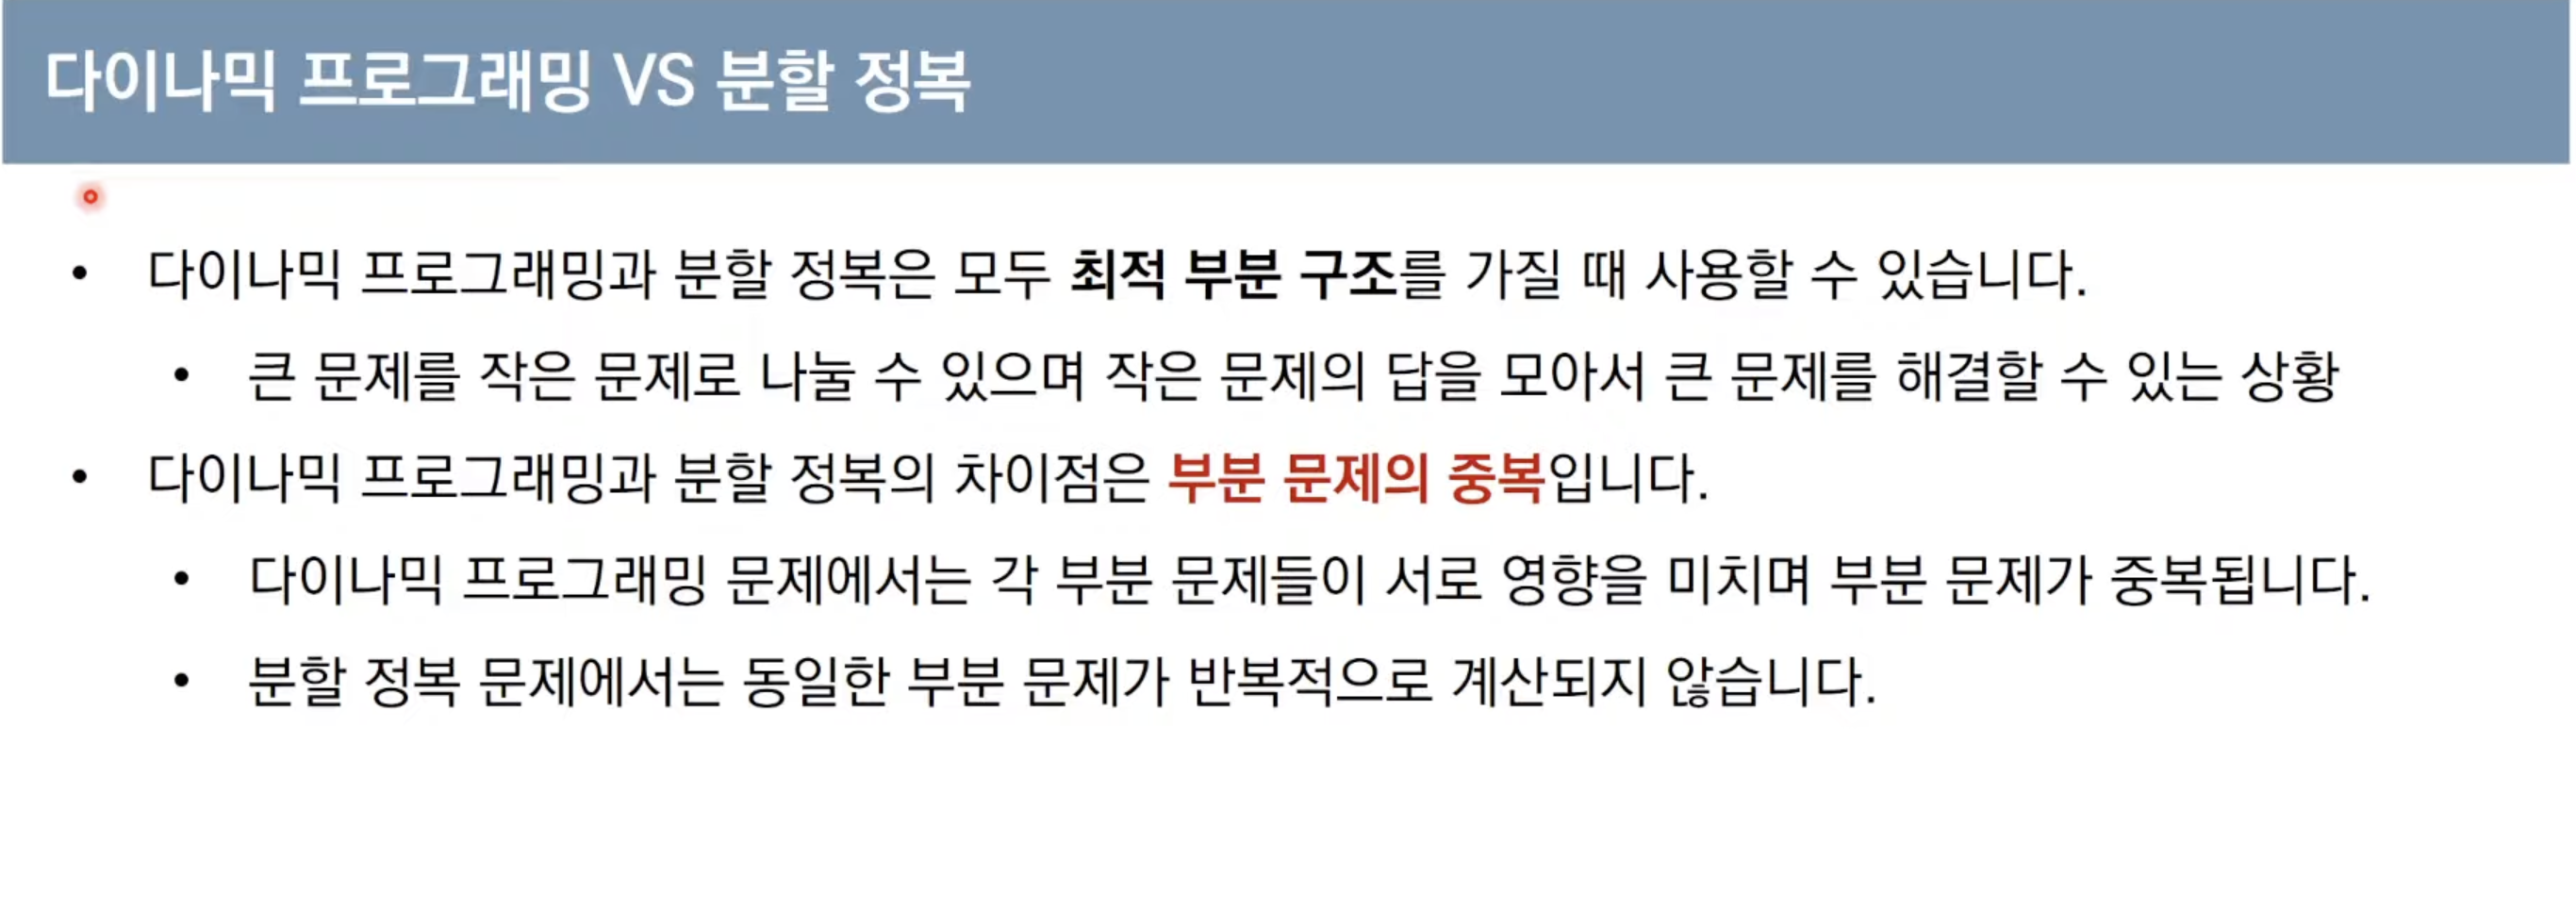 다이나믹 프로그래밍 VS 분할 정복
• 다이나믹 프로그래밍과 분할 정복은 모두 최적 부분 구조를 가질 때 사용할 수 있습니다.
• 큰 문제를 작은 문제로 나눌 수 있으며 작은 문제의 답을 모아서 큰 문제를 해결할 수 있는 상황
• 다이나믹 프로그래밍과 분할 정복의 차이점은 부분 문제의 중복입니다.
• 다이나믹 프로그래밍 문제에서는 각 부분 문제들이 서로 영향을 미치며 부분 문제가 중복됩니다.
• 분할 정복 문제에서는 동일한 부분 문제가 반복적으로 계산되지 않습니다.